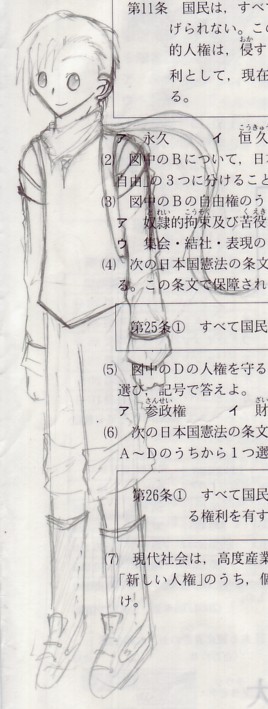 第11条 国民は，すべ
げられない。この
的人権は，侵す
利として，現在
る。
ア 永久 イ 恒久
(2) 図中のBについて，日
自由」の3つに分けること
(3) 図中のBの自由権のう
ア 奴隷的拘束及び苦役
ウ 集会・結社・表現の
(4) 次の日本国憲法の条文
る。この条文で保障され
第25条① すべて国民
(5) 図中のDの人権を守る
選び，記号で答えよ。
ア 参政権 イ 財
(6) 次の日本国憲法の条文
A～Dのうちから1つ選
第26条① すべて国民
る権利を有す
(7) 現代社会は，高度産業
「新しい人権」のうち，個
け。